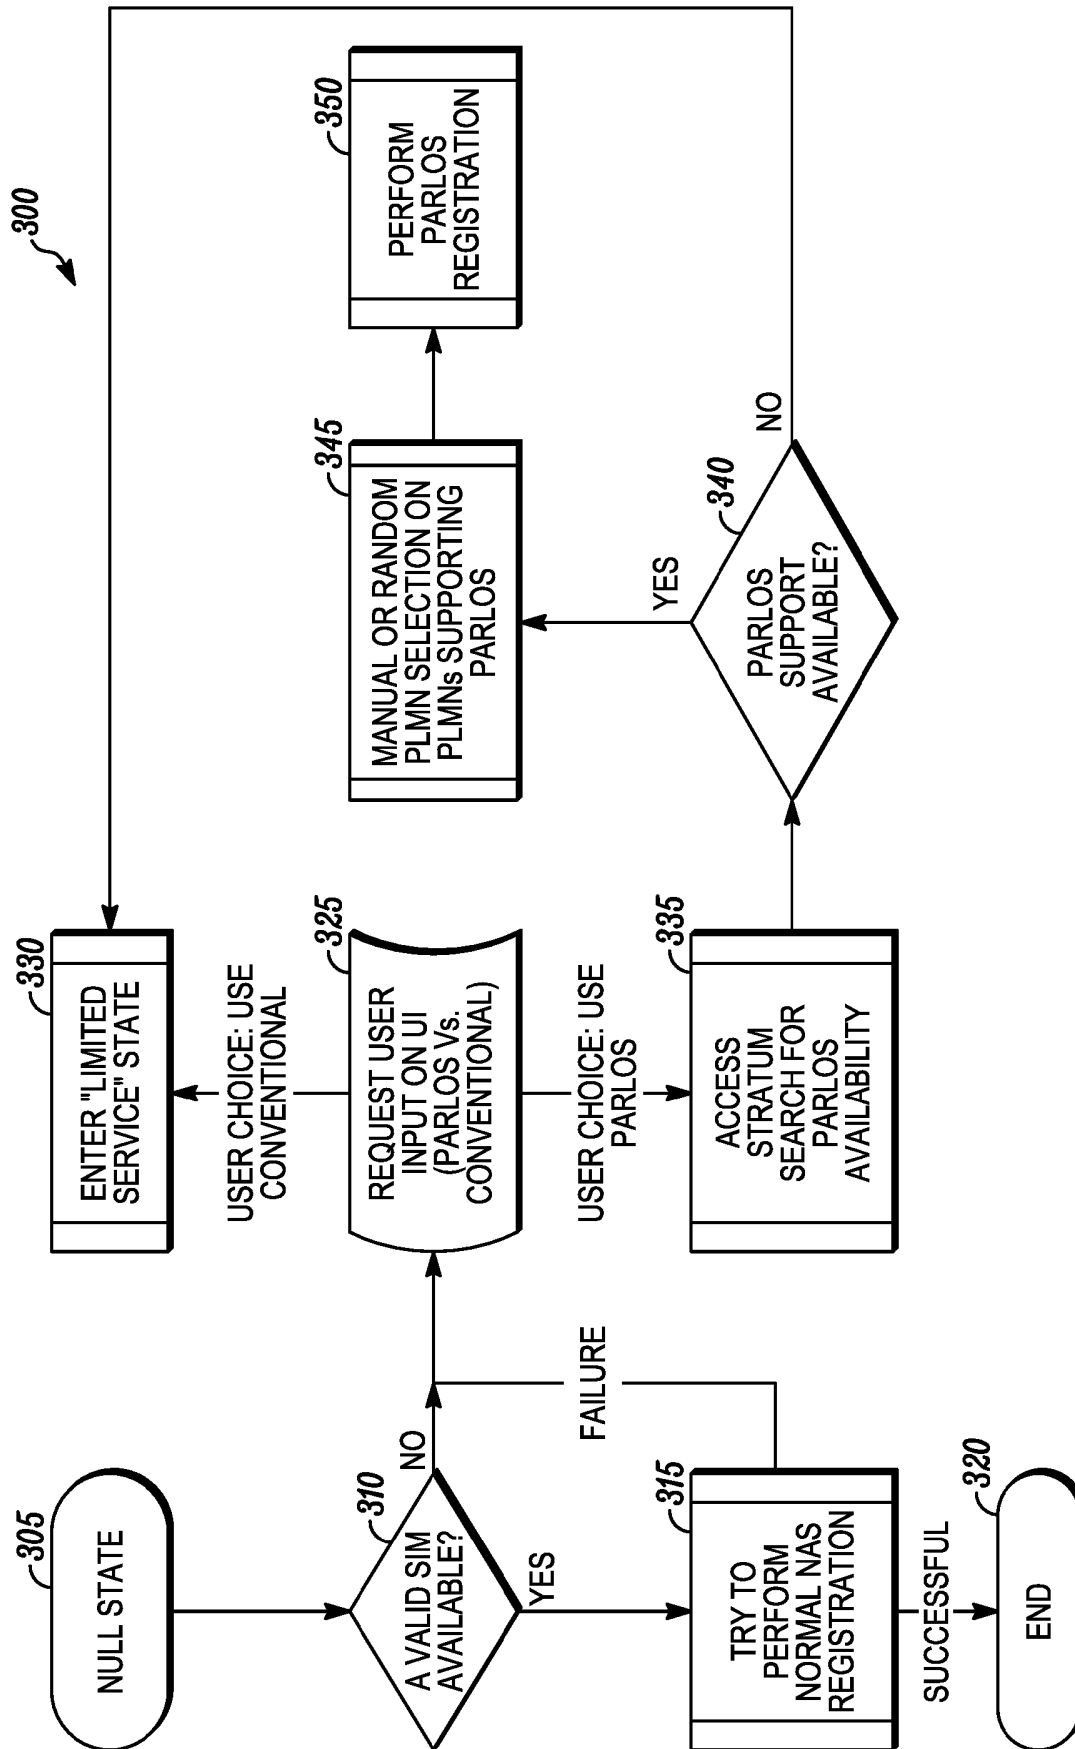 300
305
NULL STATE
310
A VALID SIM
AVAILABLE?
NO
YES
315
TRY TO
PERFORM
NORMAL NAS
REGISTRATION
FAILURE
SUCCESSFUL
320
END
325
REQUEST USER
INPUT ON UI
(PARLOS Vs.
CONVENTIONAL)
USER CHOICE: USE
CONVENTIONAL
330
ENTER "LIMITED
SERVICE" STATE
USER CHOICE: USE
PARLOS
335
ACCESS
STRATUM
SEARCH FOR
PARLOS
AVAILABILITY
340
PARLOS
SUPPORT
AVAILABLE?
NO
YES
345
MANUAL OR RANDOM
PLMN SELECTION ON
PLMNs SUPPORTING
PARLOS
350
PERFORM
PARLOS
REGISTRATION